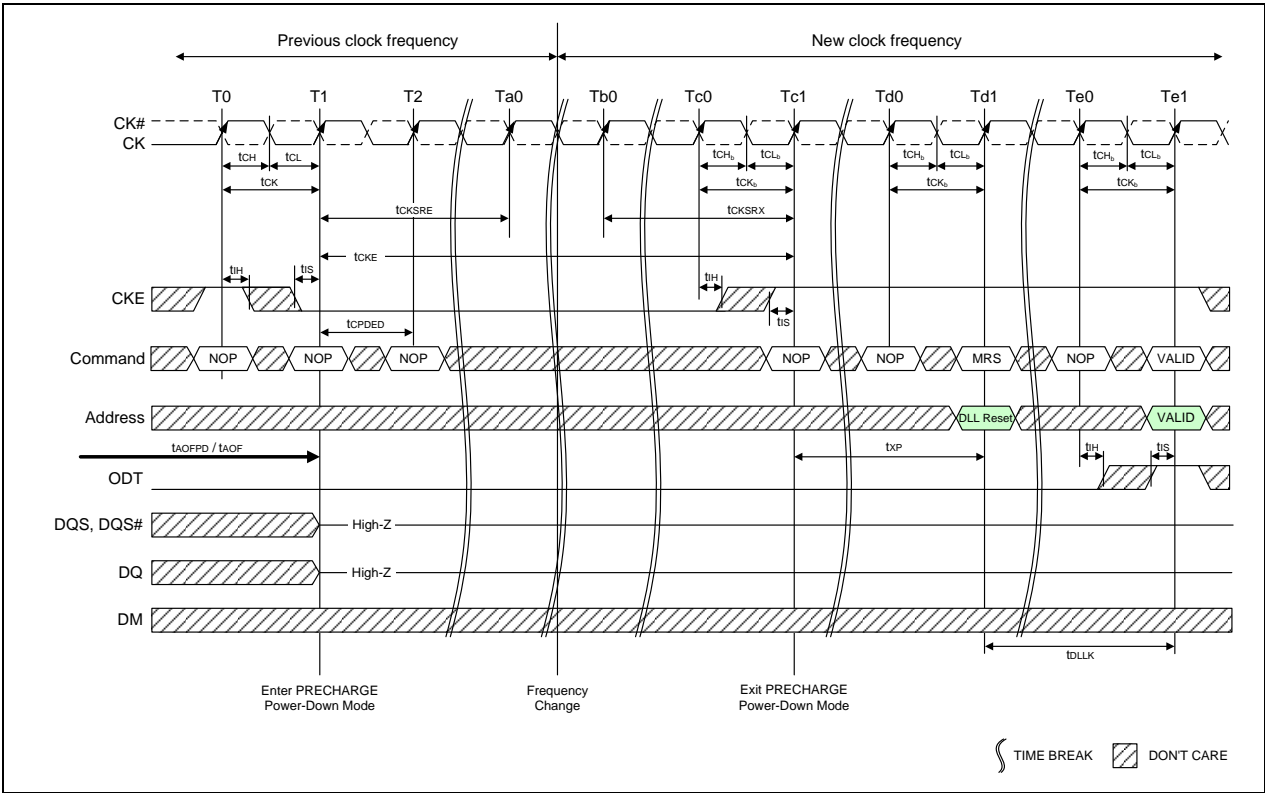 Previous clock frequency New clock frequency
T0 T1 T2 Ta0 Tb0 Tc0 Tc1 Td0 Td1 Te0 Te1
CK#
CK
tCH tCL tCHb tCLb tCHb tCLb tCHb tCLb
tCK tCKb tCKb tCKb
tCKSRE tCKSRX
tCKE
tIH tIS tIH
CKE
tIS
tCPDED
Command NOP NOP NOP NOP NOP MRS NOP VALID
Address DLL Reset VALID
tAOFPD / tAOF tXP tIH tIS
ODT
DQS, DQS# High-Z
DQ High-Z
DM
tDLLK
Enter PRECHARGE Frequency Exit PRECHARGE
Power-Down Mode Change Power-Down Mode
TIME BREAK DON'T CARE